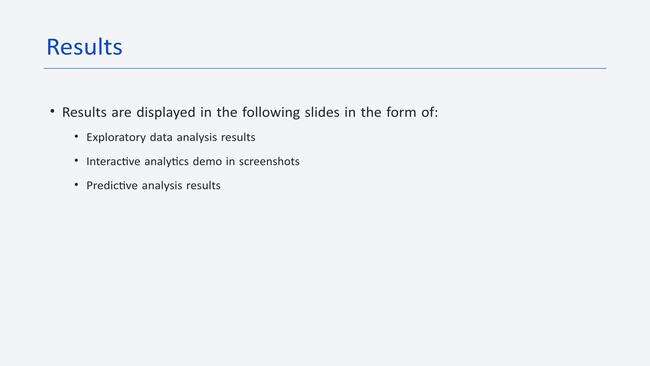 Results
• Results are displayed in the following slides in the form of:
• Exploratory data analysis results
• Interactive analytics demo in screenshots
• Predictive analysis results